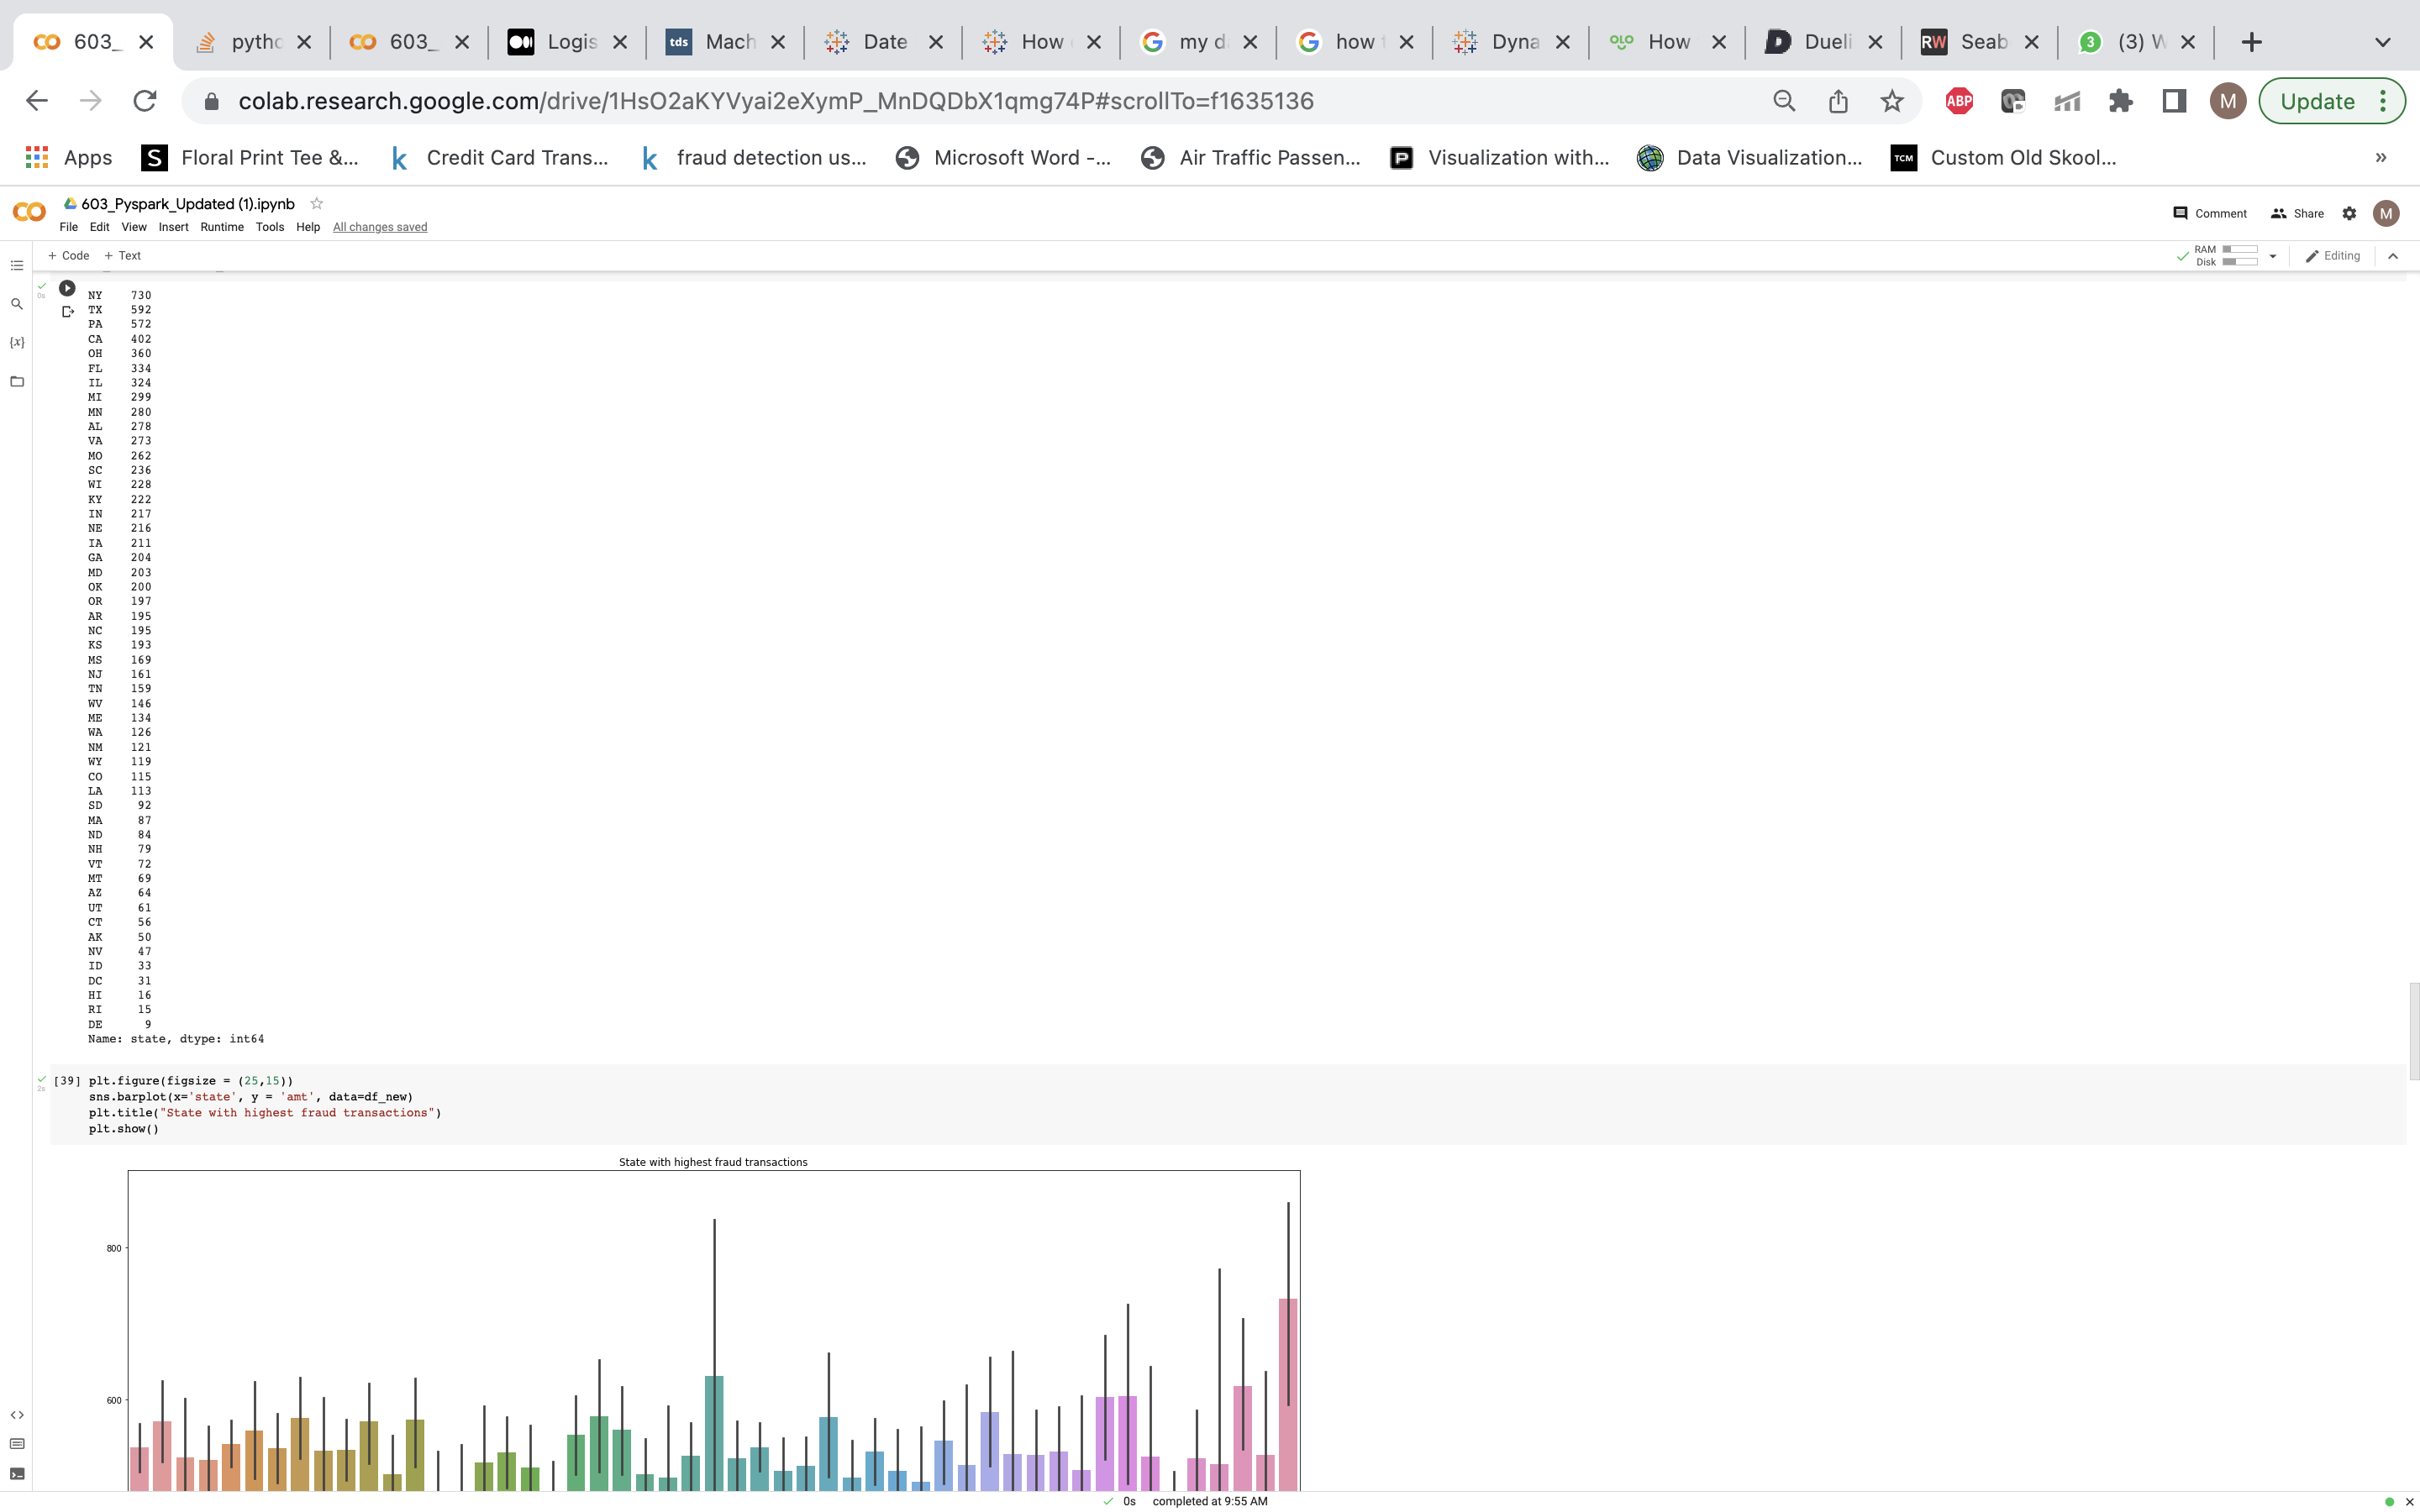 603_ pytho 603_ Logis tds Mach Date How my d how Dyna How Dueli RW Seab 3 (3) W
colab.research.google.com/drive/1HsO2aKYVyai2eXymP_MnDQDbX1qmg74P#scrollTo=f1635136 ABP M Update
Apps S Floral Print Tee &... k Credit Card Trans... k fraud detection us... Microsoft Word -... Air Traffic Passen... P Visualization with... Data Visualization... TCM Custom Old Skool... »
603_Pyspark_Updated (1).ipynb
Comment Share M
File Edit View Insert Runtime Tools Help All changes saved
+ Code + Text RAM Disk Editing
0s
NY 730
TX 592
PA 572
CA 402
OH 360
FL 334
IL 324
MI 299
MN 280
AL 278
VA 273
MO 262
SC 236
WI 228
KY 222
IN 217
NE 216
IA 211
GA 204
MD 203
OK 200
OR 197
AR 195
NC 195
KS 193
MS 169
NJ 161
TN 159
WV 146
ME 134
WA 126
NM 121
WY 119
CO 115
LA 113
SD 92
MA 87
ND 84
NH 79
VT 72
MT 69
AZ 64
UT 61
CT 56
AK 50
NV 47
ID 33
DC 31
HI 16
RI 15
DE 9
Name: state, dtype: int64
2s
[39] plt.figure(figsize = (25,15))
sns.barplot(x='state', y = 'amt', data=df_new)
plt.title("State with highest fraud transactions")
plt.show()
State with highest fraud transactions
800
600
0s completed at 9:55 AM